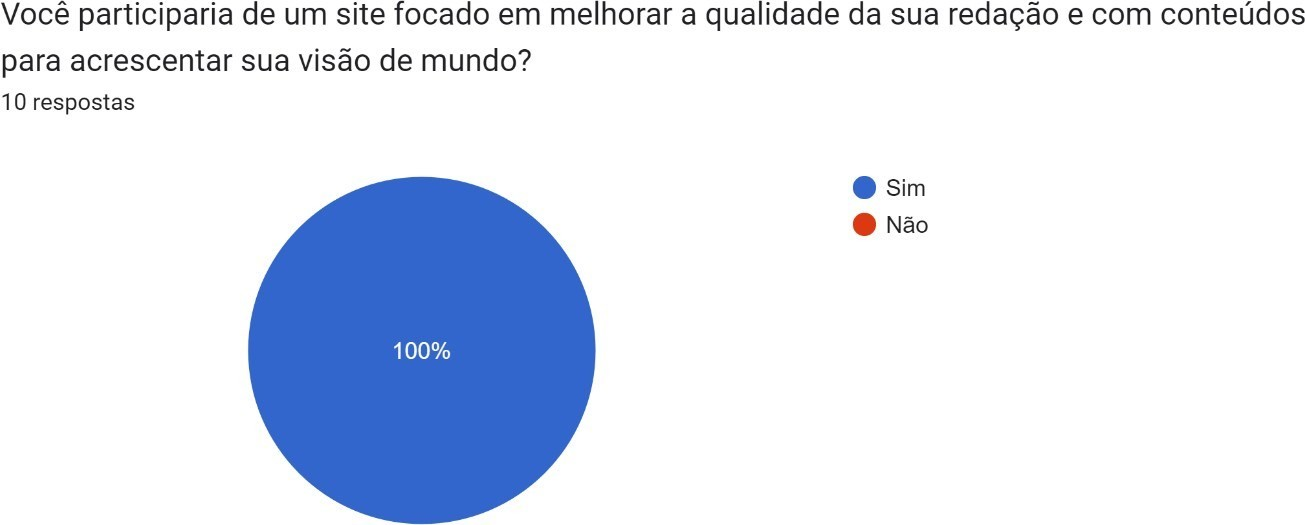 Você participaria de um site focado em melhorar a qualidade da sua redação e com conteúdos
para acrescentar sua visão de mundo?
10 respostas
Sim
Não
100%